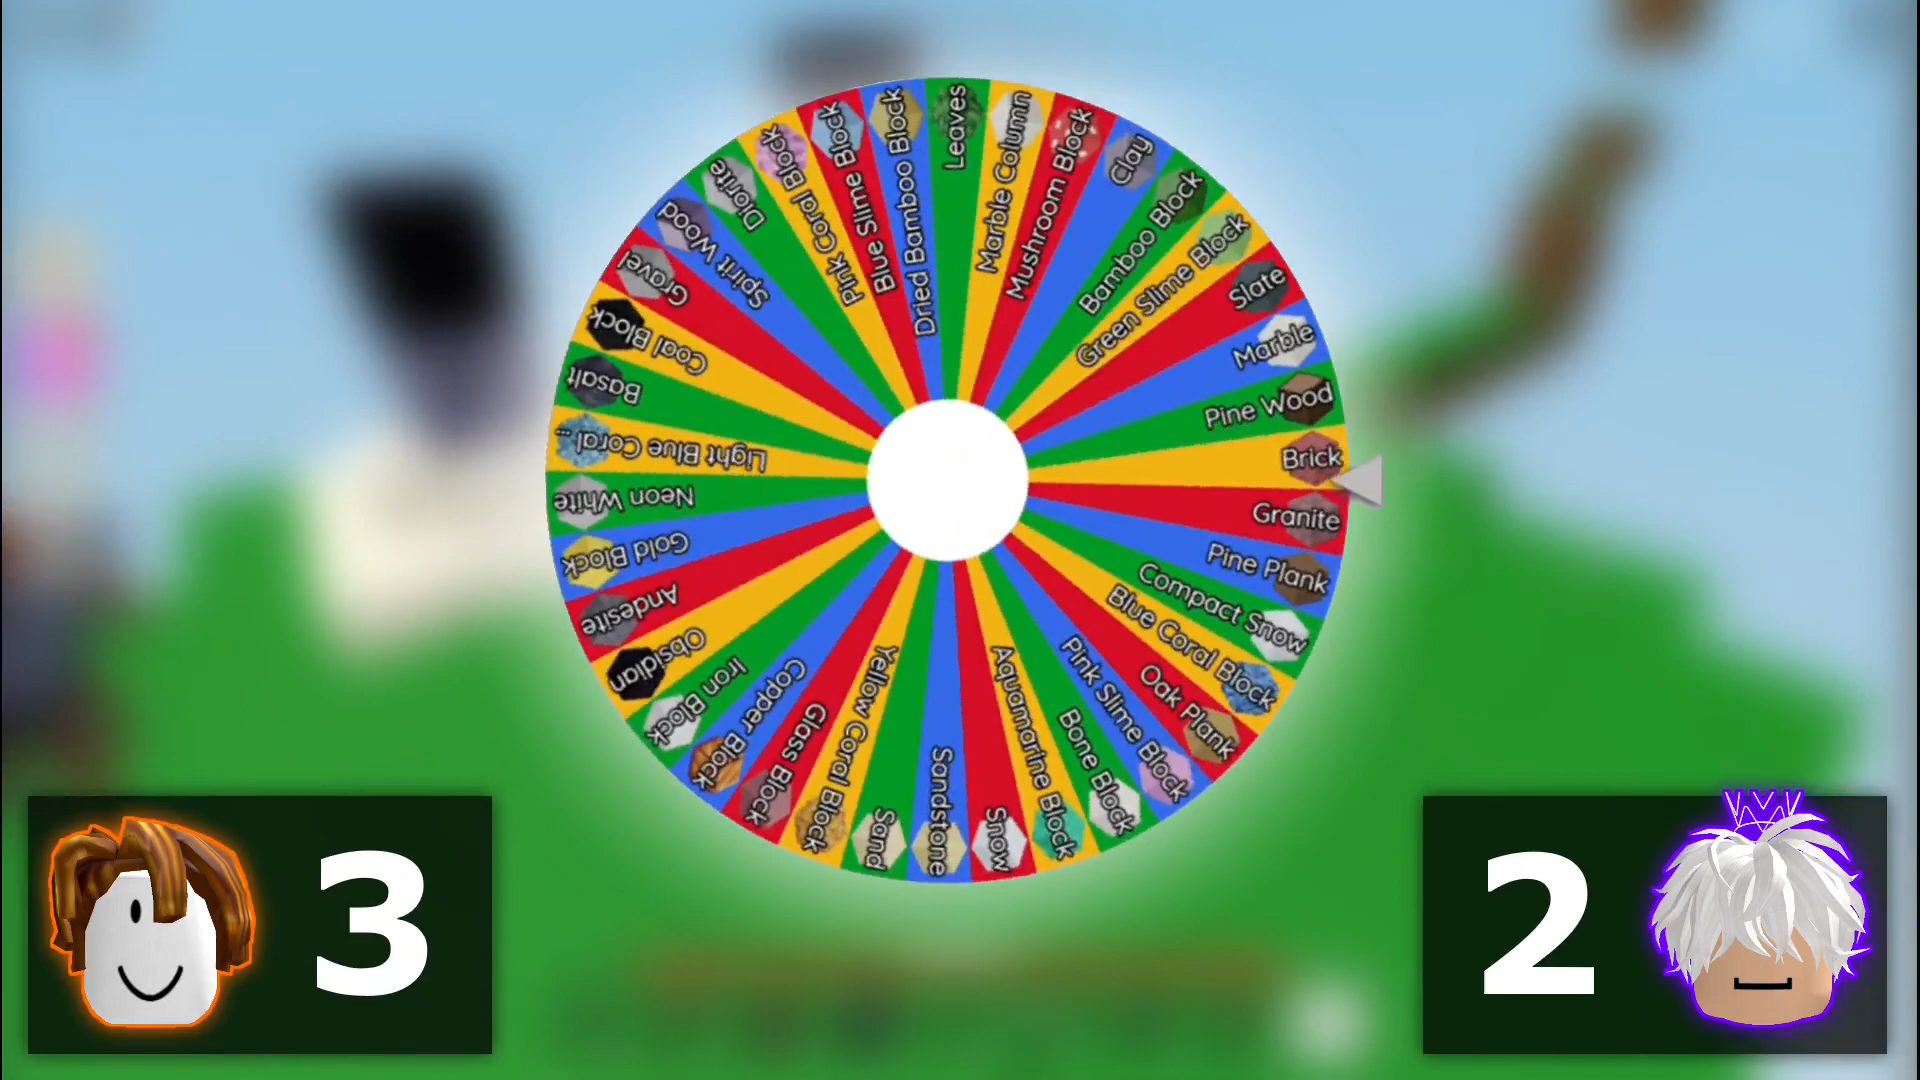 Leaves
Marble Column
Mushroom Block
Clay
Bamboo Block
Green Slime Block
Slate
Marble
Pine Wood
Brick
Granite
Pine Plank
Compact Snow
Blue Coral Block
Oak Plank
Pink Slime Block
Bone Block
Aquamarine Block
Snow
Sandstone
Sand
Yellow Coral Block
Glass Block
Copper Block
Iron Block
Obsidian
Andesite
Gold Block
Neon White
Light Blue Coral ...
Basalt
Coal Block
Gravel
Spirit Wood
Diorite
Pink Coral Block
Blue Slime Block
Dried Bamboo Block
3
2